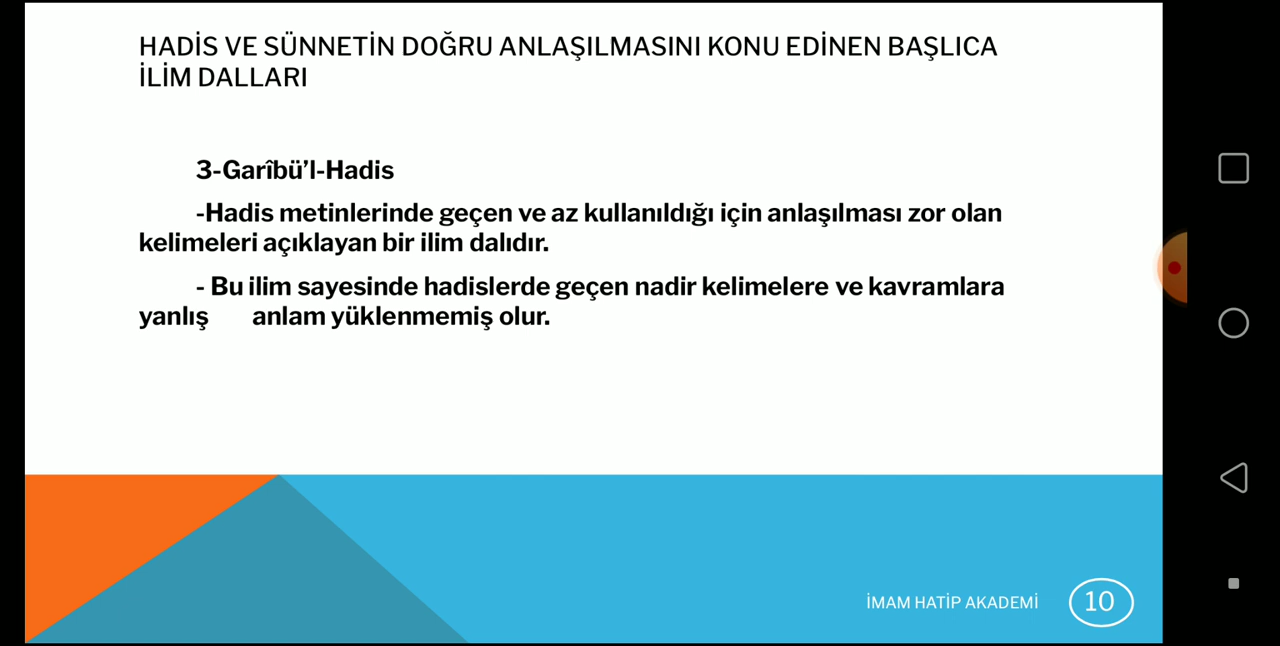 HADİS VE SÜNNETİN DOĞRU ANLAŞILMASINI KONU EDİNEN BAŞLICA
İLİM DALLARI
3-Garîbü’l-Hadis
-Hadis metinlerinde geçen ve az kullanıldığı için anlaşılması zor olan
kelimeleri açıklayan bir ilim dalıdır.
- Bu ilim sayesinde hadislerde geçen nadir kelimelere ve kavramlara
yanlış anlam yüklenmemiş olur.
İMAM HATİP AKADEMİ
10